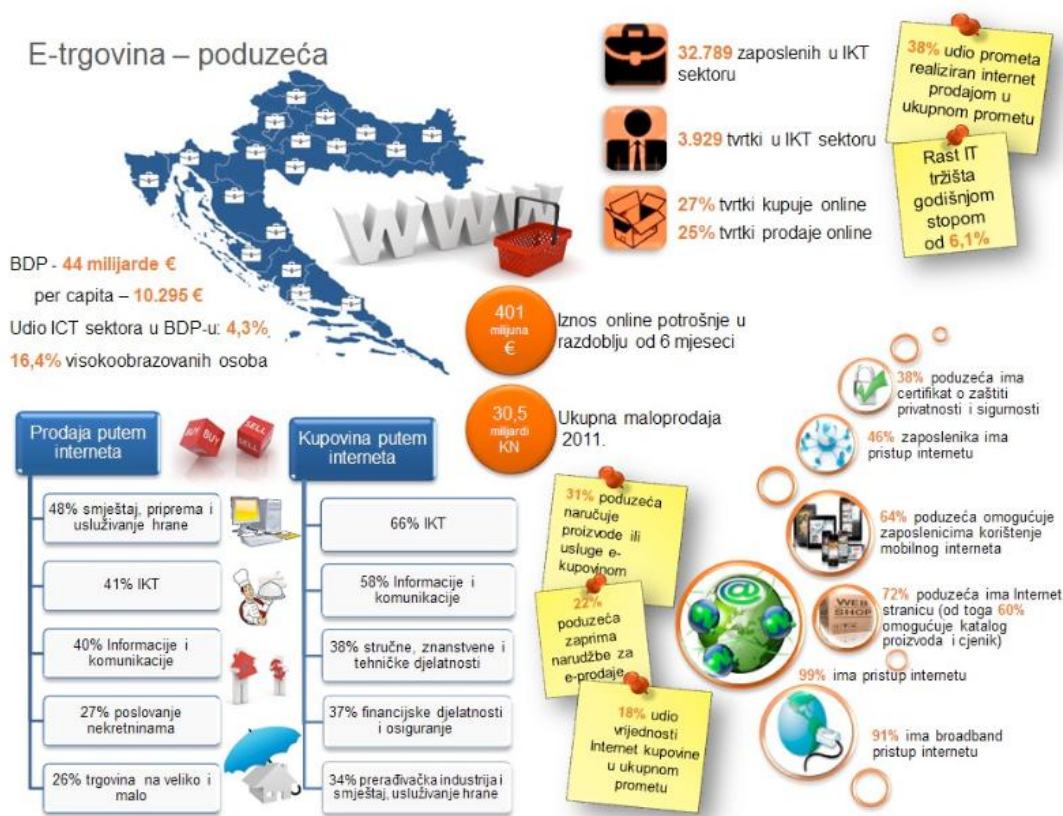 E-trgovina – poduzeća
32.789 zaposlenih u IKT
sektoru
3.929 tvrtki u IKT sektoru
27% tvrtki kupuje online
25% tvrtki prodaje online
38% udio prometa
realiziran internet
prodajom u
ukupnom prometu
Rast IT
tržišta
godišnjom
stopom
od 6,1%
WWW
BDP - 44 milijarde €
per capita – 10.295 €
Udio ICT sektora u BDP-u: 4,3%
16,4% visokoobrazovanih osoba
401
milijuna
€
Iznos online potrošnje u
razdoblju od 6 mjeseci
30,5
milijardi
KN
Ukupna maloprodaja
2011.
Prodaja putem
interneta
BUY
BUY
SELL
SELL
48% smještaj, priprema i
usluživanje hrane
41% IKT
40% Informacije i
komunikacije
27% poslovanje
nekretninama
26% trgovina na veliko i
malo
Kupovina putem
interneta
66% IKT
58% Informacije i
komunikacije
38% stručne, znanstvene i
tehničke djelatnosti
37% financijske djelatnosti
i osiguranje
34% prerađivačka industrija i
smještaj, usluživanje hrane
31% poduzeća
naručuje
proizvode ili
usluge e-
kupovinom
22%
poduzeća
zaprima
narudžbe za
e-prodaje
18% udio
vrijednosti
Internet kupovine
u ukupnom
prometu
@
38% poduzeća ima
certifikat o zaštiti
privatnosti i sigurnosti
46% zaposlenika ima
pristup internetu
64% poduzeća omogućuje
zaposlenicima korištenje
mobilnog interneta
WEB
SHOP
72% poduzeća ima Internet
stranicu (od toga 60%
omogućuje katalog
proizvoda i cjenik)
99% ima pristup internetu
91% ima broadband
pristup internetu